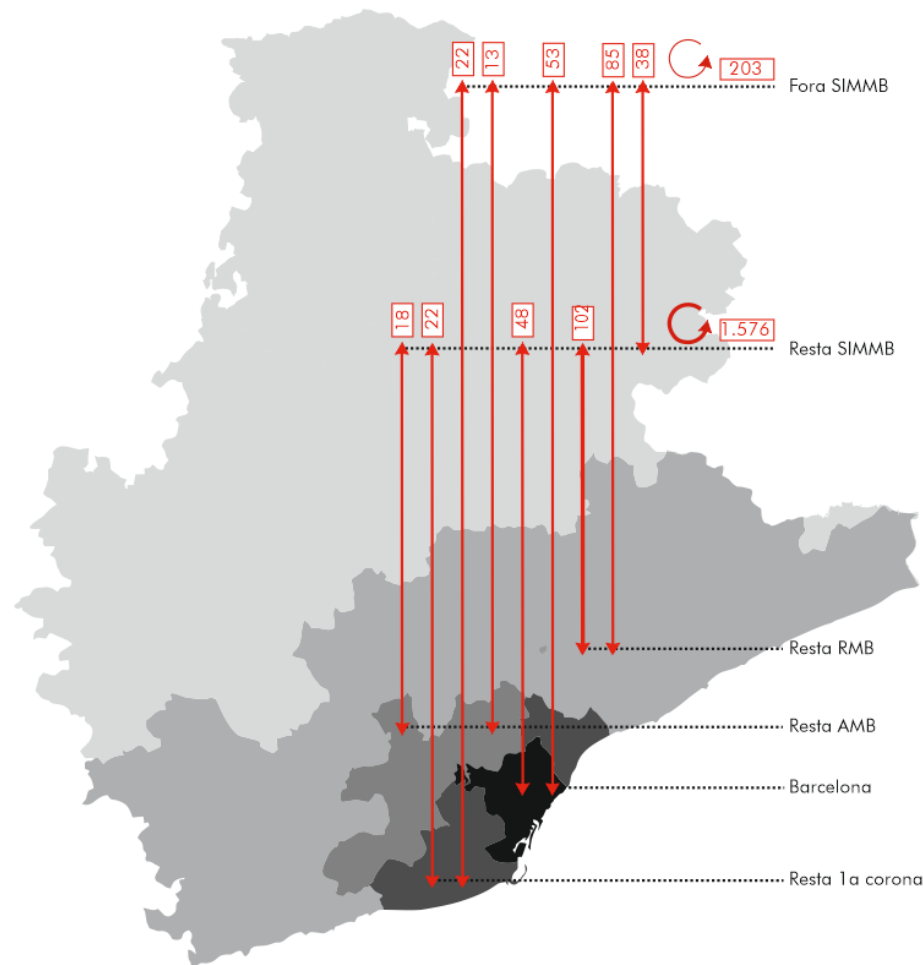 22
13
53
85
38
203
Fora SIMMB
18
22
48
102
1.576
Resta SIMMB
Resta RMB
Resta AMB
Barcelona
Resta 1a corona